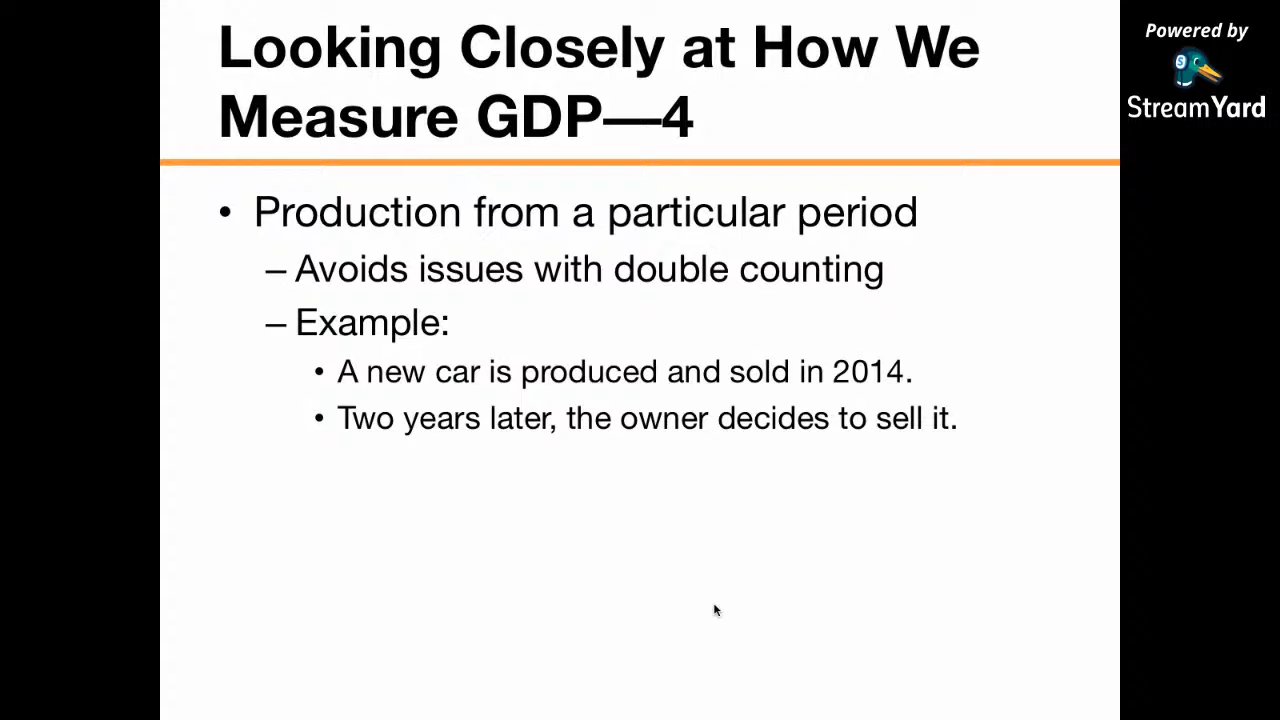 Looking Closely at How We
Measure GDP—4
• Production from a particular period
– Avoids issues with double counting
– Example:
• A new car is produced and sold in 2014.
• Two years later, the owner decides to sell it.
Powered by
StreamYard